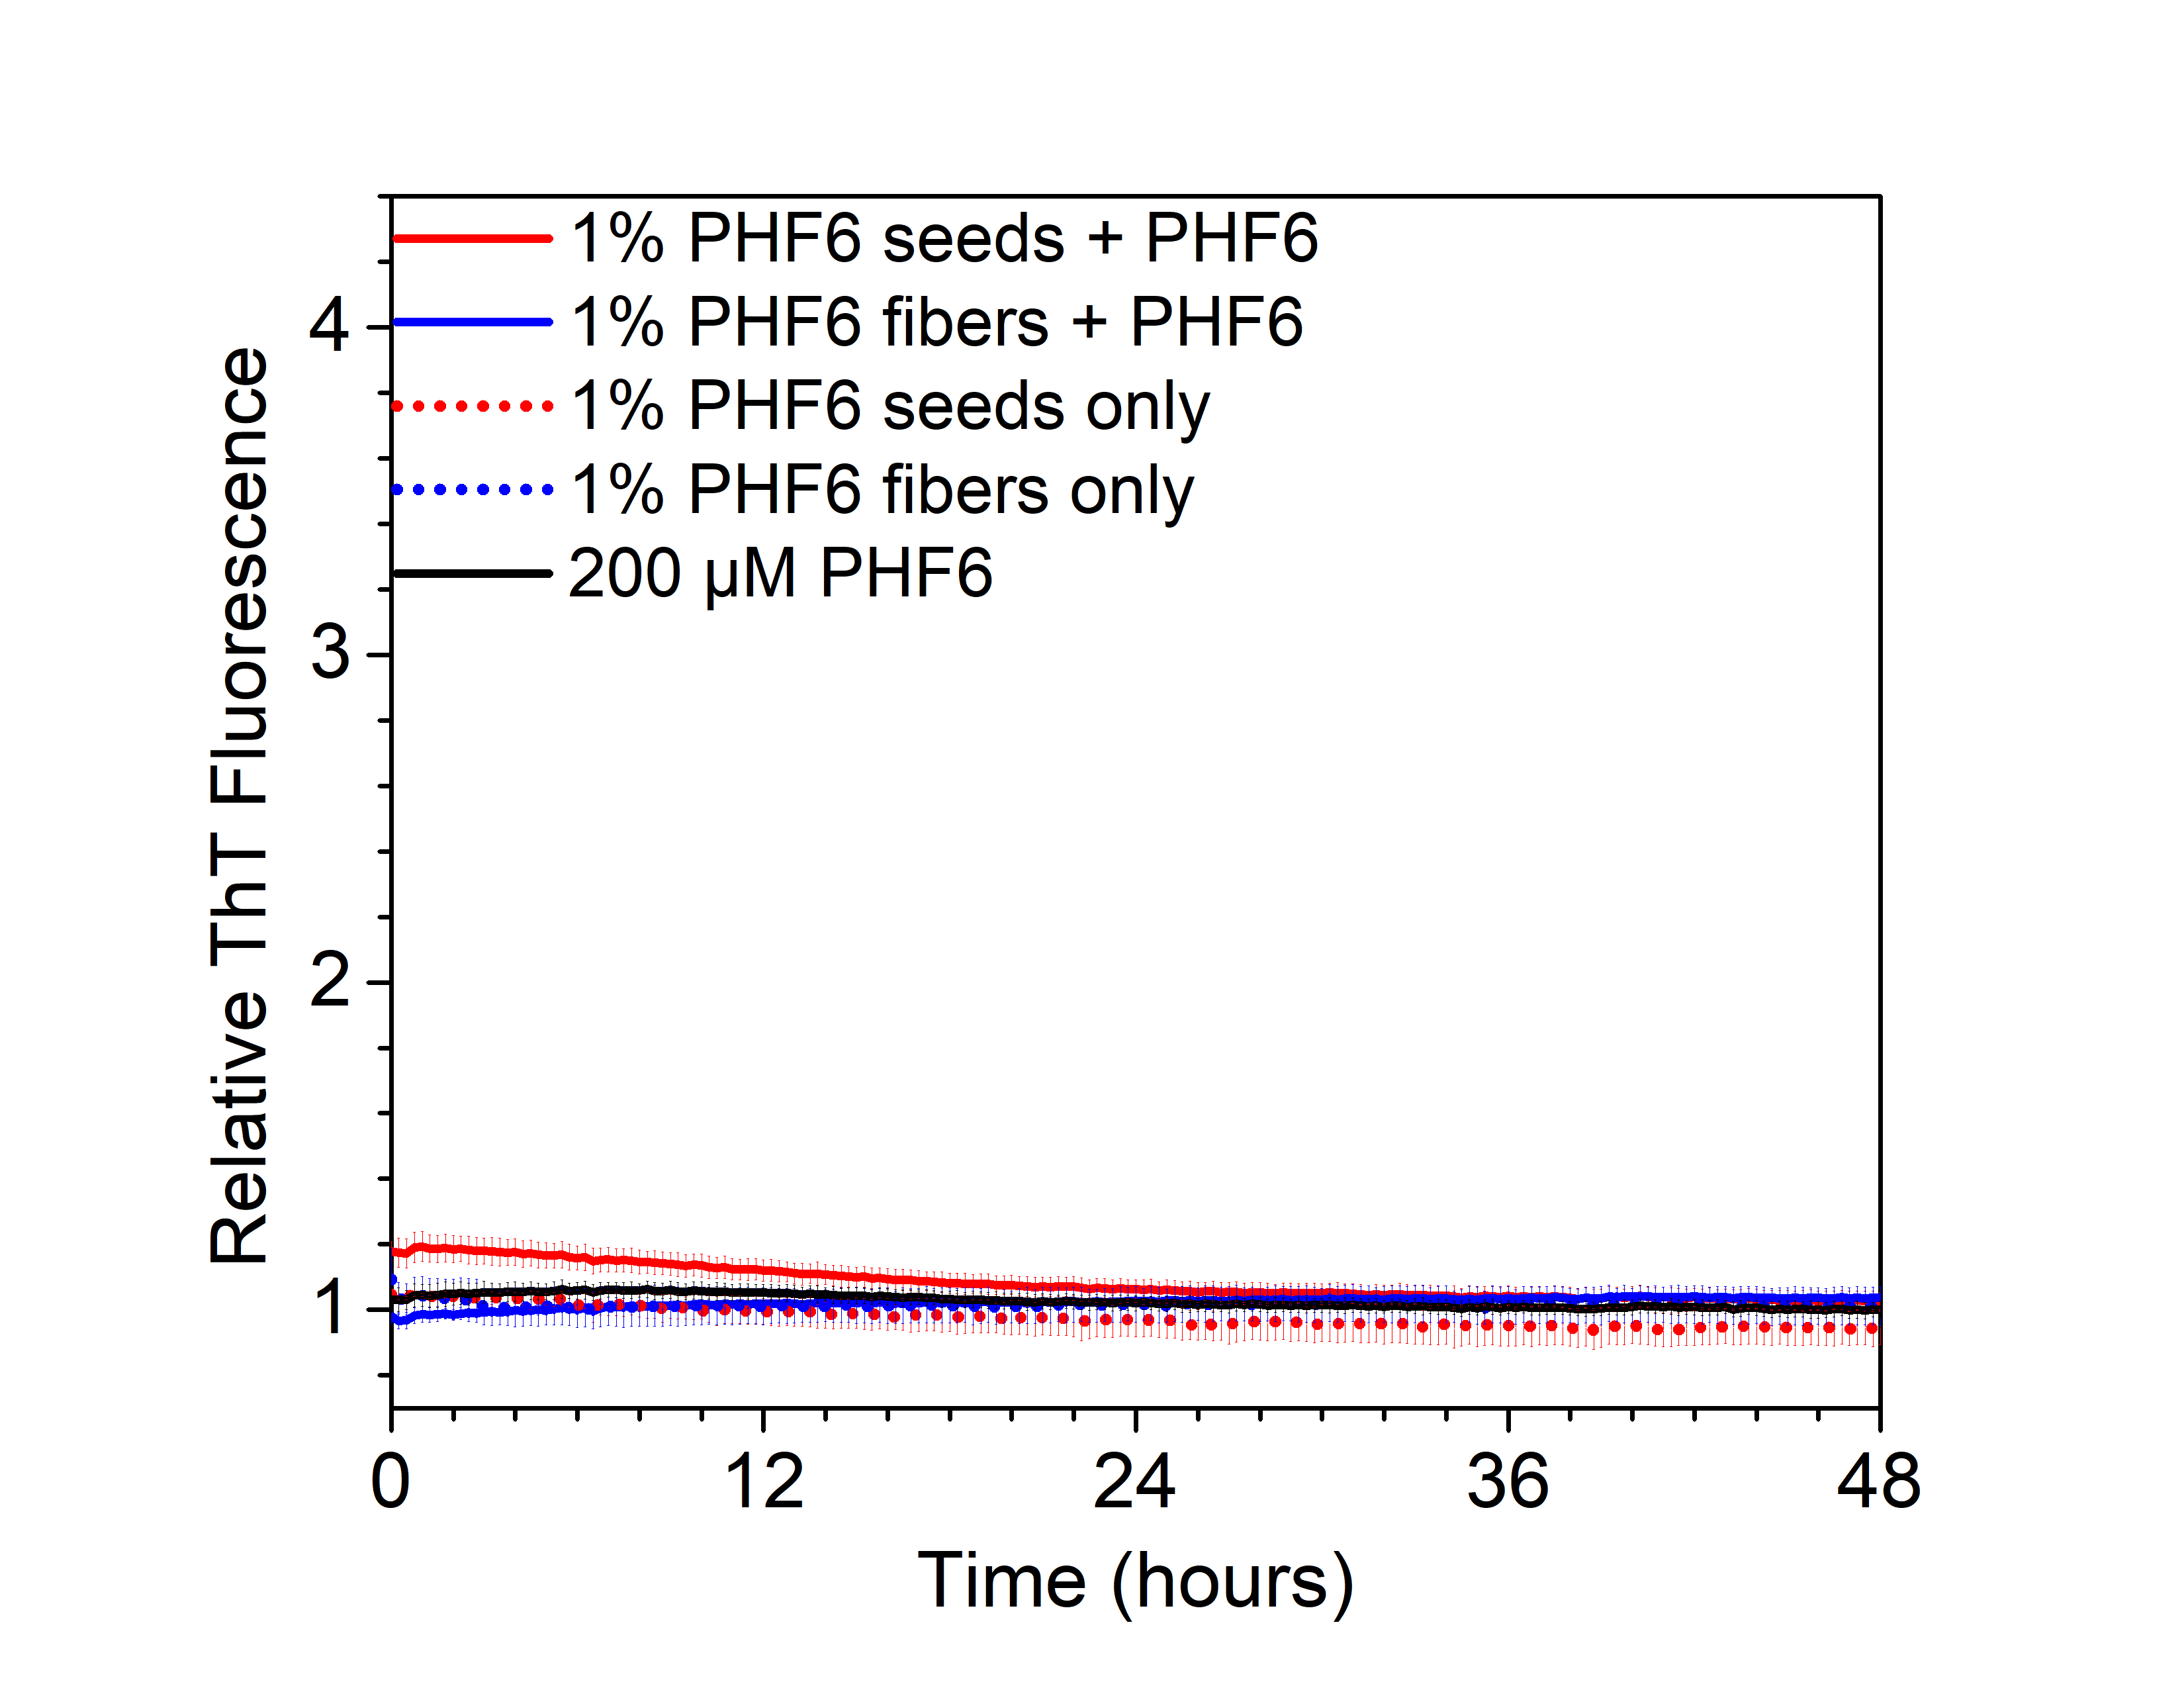 1% PHF6 seeds + PHF6
1% PHF6 fibers + PHF6
1% PHF6 seeds only
1% PHF6 fibers only
200 µM PHF6
Relative ThT Fluorescence
4
3
2
1
0 12 24 36 48
Time (hours)